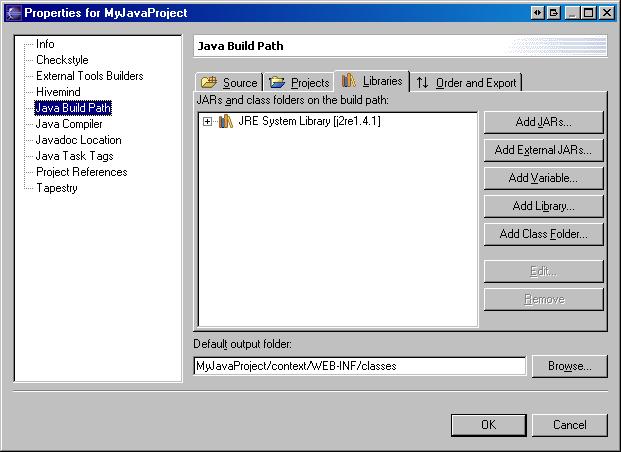 Properties for MyJavaProject
Info
Checkstyle
External Tools Builders
Hivemind
Java Build Path
Java Compiler
Javadoc Location
Java Task Tags
Project References
Tapestry
Java Build Path
Source
Projects
Libraries
Order and Export
JARs and class folders on the build path:
JRE System Library [j2re1.4.1]
Add JARs...
Add External JARs...
Add Variable...
Add Library...
Add Class Folder...
Edit...
Remove
Default output folder:
MyJavaProject/context/WEB-INF/classes
Browse...
OK
Cancel